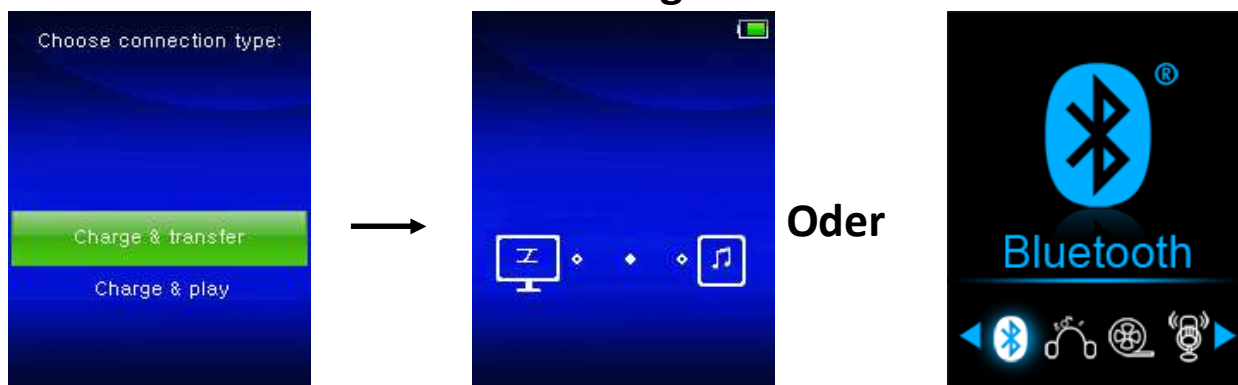 Choose connection type:
Charge & transfer
Charge & play
Oder
®
Bluetooth